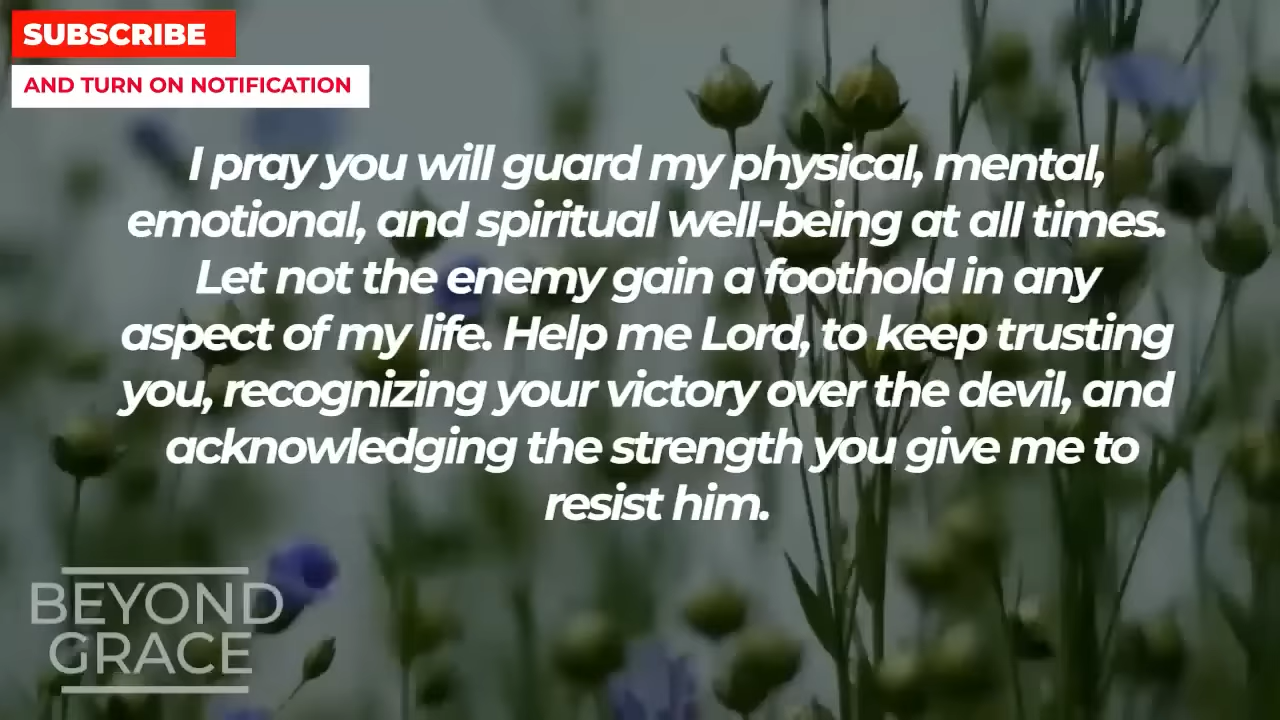 SUBSCRIBE
AND TURN ON NOTIFICATION
I pray you will guard my physical, mental,
emotional, and spiritual well-being at all times.
Let not the enemy gain a foothold in any
aspect of my life. Help me Lord, to keep trusting
you, recognizing your victory over the devil, and
acknowledging the strength you give me to
resist him.
BEYOND
GRACE